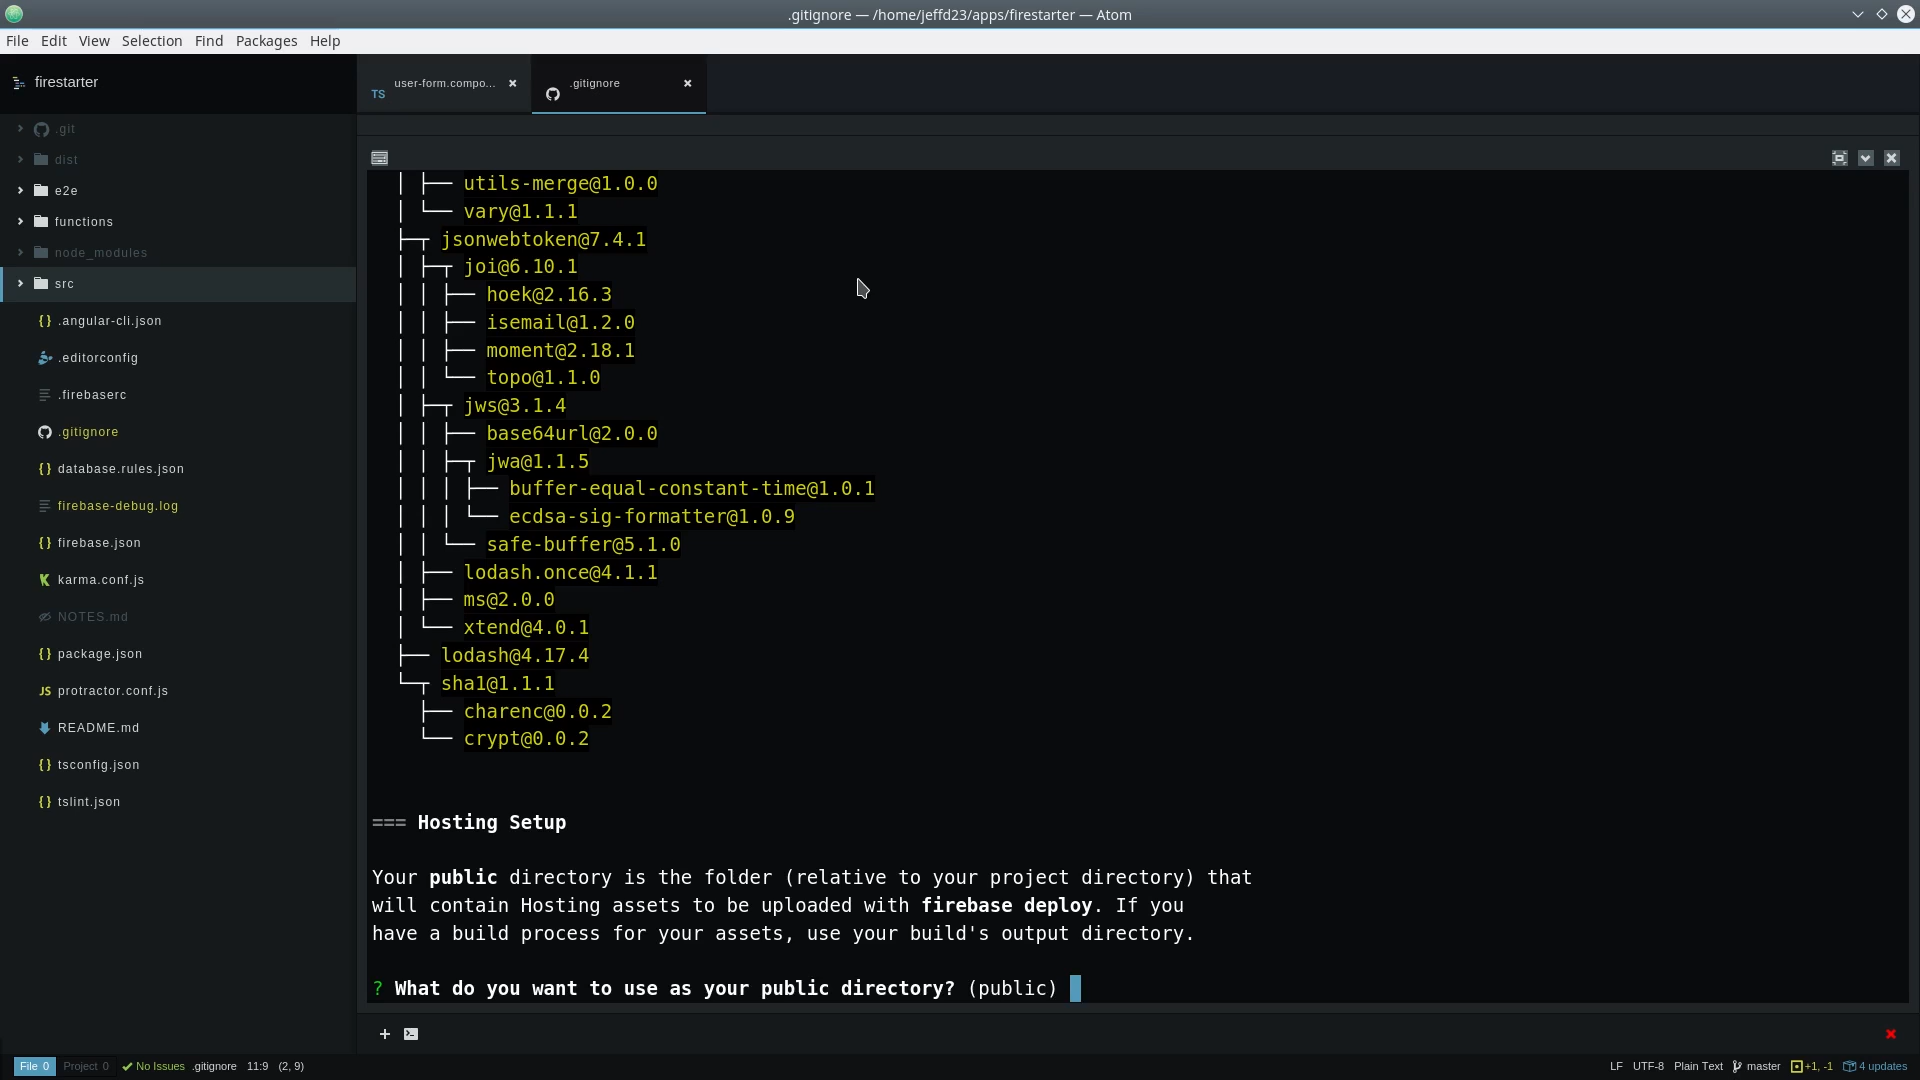 .gitignore — /home/jeffd23/apps/firestarter — Atom
File Edit View Selection Find Packages Help
firestarter
TS user-form.compo...
.gitignore
.git
dist
e2e
functions
node_modules
src
.angular-cli.json
.editorconfig
.firebaserc
.gitignore
database.rules.json
firebase-debug.log
firebase.json
karma.conf.js
NOTES.md
package.json
JS protractor.conf.js
README.md
tsconfig.json
tslint.json
│ ├── utils-merge@1.0.0
│ └── vary@1.1.1
├─┬ jsonwebtoken@7.4.1
│ ├─┬ joi@6.10.1
│ │ ├── hoek@2.16.3
│ │ ├── isemail@1.2.0
│ │ ├── moment@2.18.1
│ │ └── topo@1.1.0
│ ├─┬ jws@3.1.4
│ │ ├── base64url@2.0.0
│ │ ├─┬ jwa@1.1.5
│ │ │ ├── buffer-equal-constant-time@1.0.1
│ │ │ └── ecdsa-sig-formatter@1.0.9
│ │ └── safe-buffer@5.1.0
│ ├── lodash.once@4.1.1
│ ├── ms@2.0.0
│ └── xtend@4.0.1
├── lodash@4.17.4
└─┬ sha1@1.1.1
  ├── charenc@0.0.2
  └── crypt@0.0.2
=== Hosting Setup
Your public directory is the folder (relative to your project directory) that
will contain Hosting assets to be uploaded with firebase deploy. If you
have a build process for your assets, use your build's output directory.
? What do you want to use as your public directory? (public)
File 0 Project 0 No Issues .gitignore 11:9 (2, 9) LF UTF-8 Plain Text master +1, -1 4 updates